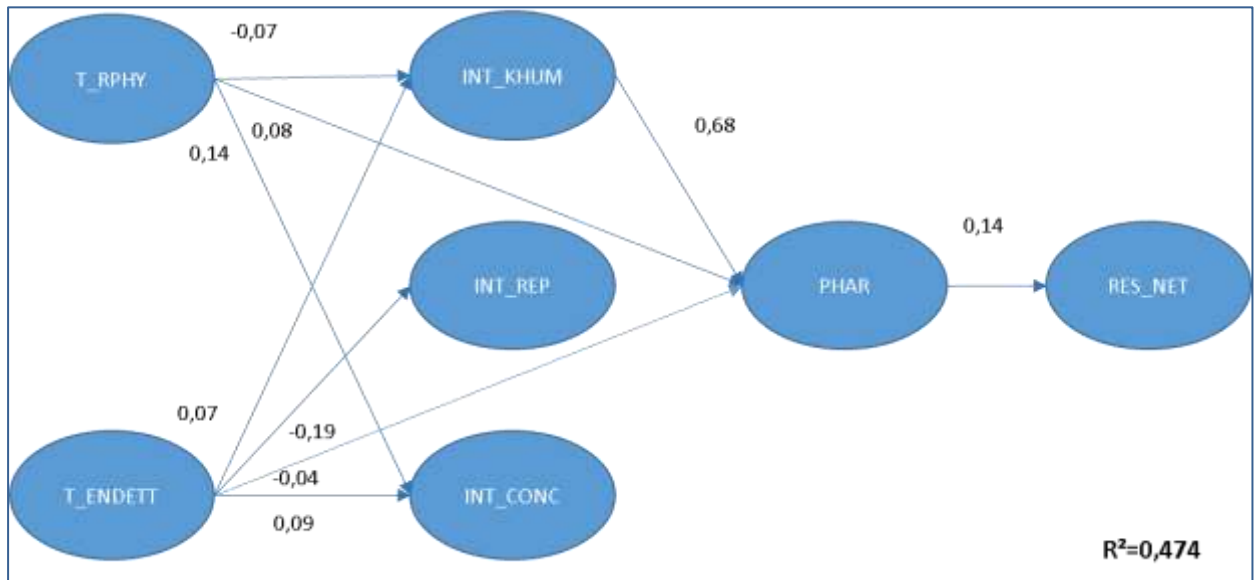 -0,07
T_RPHY
INT_KHUM
0,08
0,68
0,14
0,14
INT_REP
PHAR
RES_NET
0,07
-0,19
-0,04
T_ENDETT
INT_CONC
0,09
R²=0,474